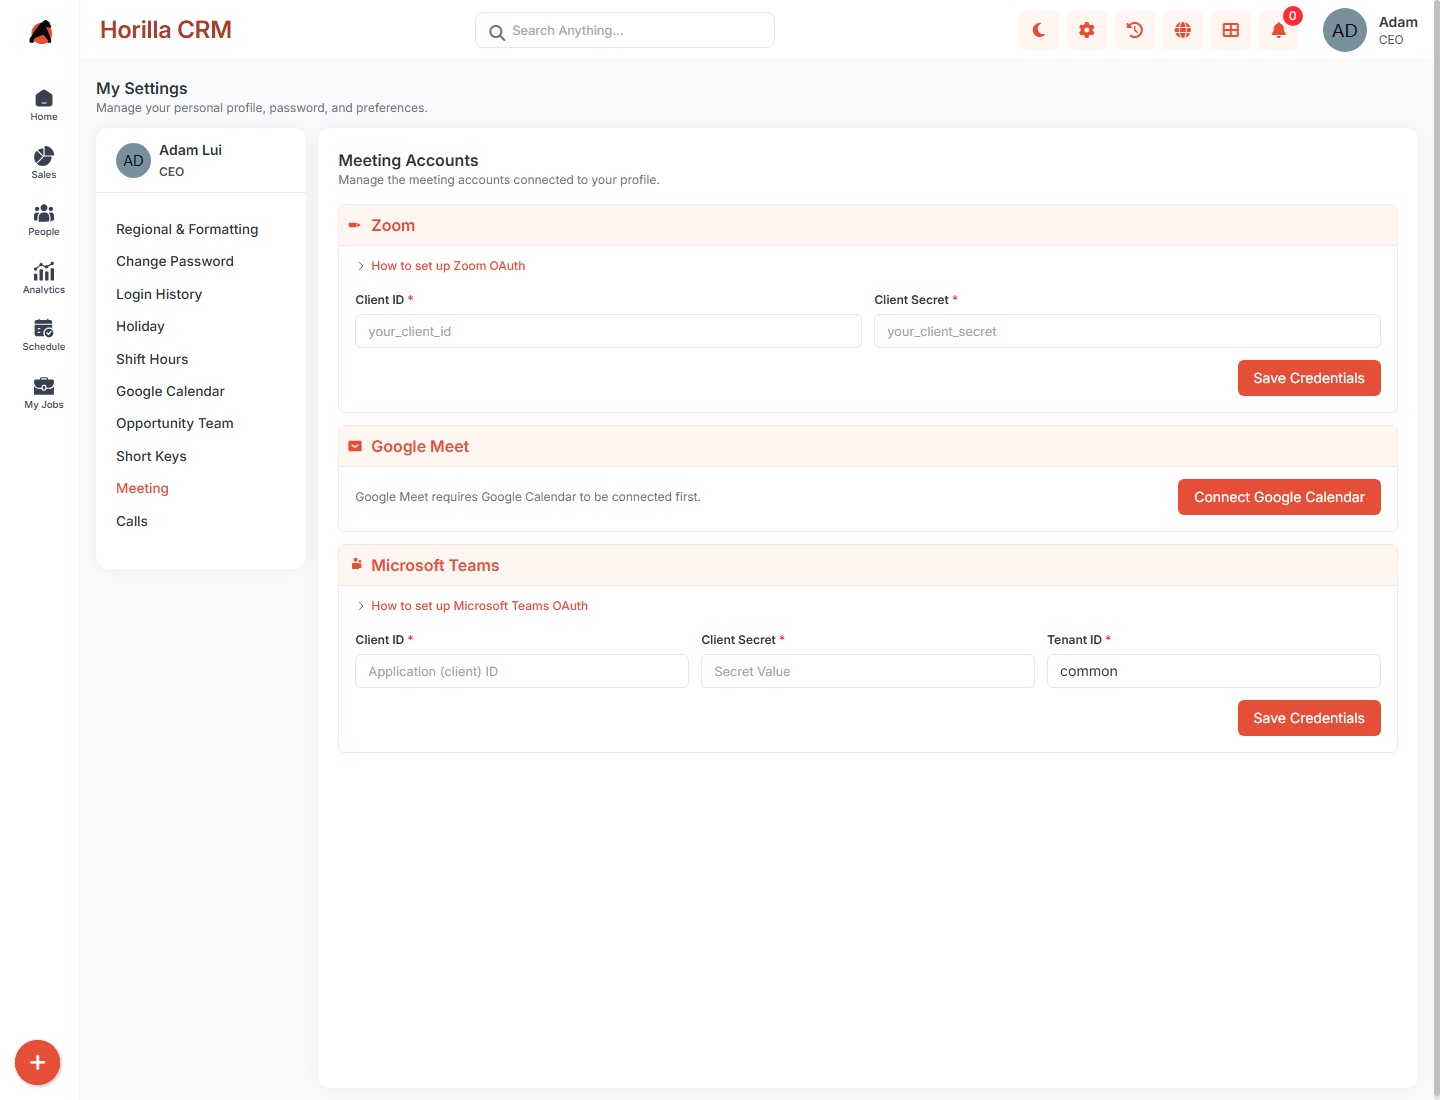 Horilla CRM
Search Anything...
0
AD
Adam
CEO
Home
Sales
People
Analytics
Schedule
My Jobs
My Settings
Manage your personal profile, password, and preferences.
AD
Adam Lui
CEO
Regional & Formatting
Change Password
Login History
Holiday
Shift Hours
Google Calendar
Opportunity Team
Short Keys
Meeting
Calls
Meeting Accounts
Manage the meeting accounts connected to your profile.
Zoom
How to set up Zoom OAuth
Client ID *
Client Secret *
your_client_id
your_client_secret
Save Credentials
Google Meet
Google Meet requires Google Calendar to be connected first.
Connect Google Calendar
Microsoft Teams
How to set up Microsoft Teams OAuth
Client ID *
Client Secret *
Tenant ID *
Application (client) ID
Secret Value
common
Save Credentials